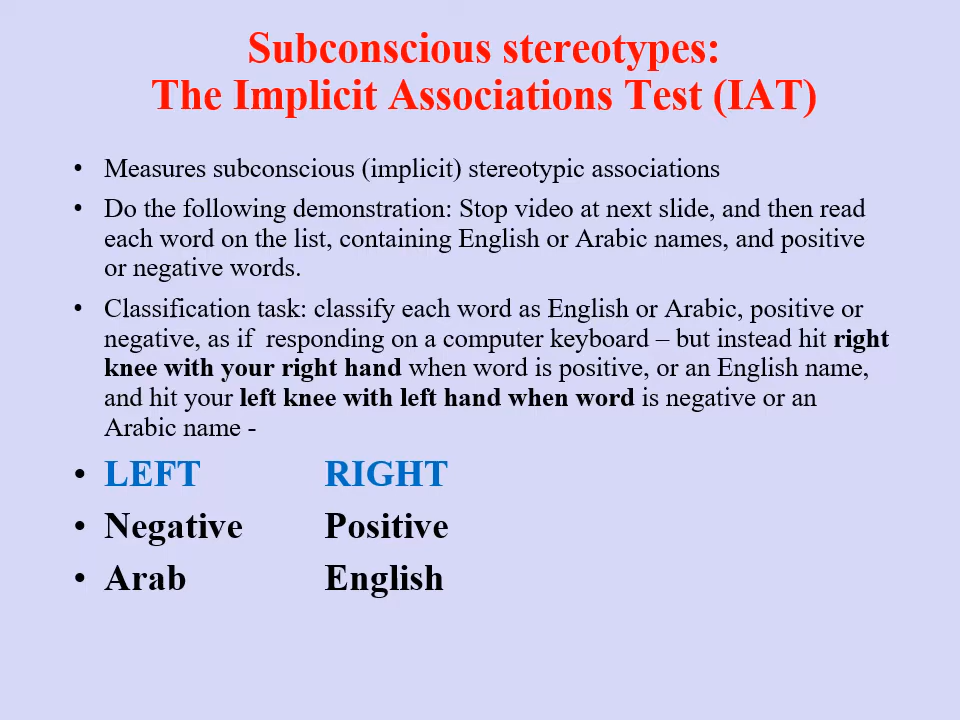 Subconscious stereotypes:
The Implicit Associations Test (IAT)
• Measures subconscious (implicit) stereotypic associations
• Do the following demonstration: Stop video at next slide, and then read
each word on the list, containing English or Arabic names, and positive
or negative words.
• Classification task: classify each word as English or Arabic, positive or
negative, as if  responding on a computer keyboard – but instead hit right
knee with your right hand when word is positive, or an English name,
and hit your left knee with left hand when word is negative or an
Arabic name -
• LEFT RIGHT
• Negative Positive
• Arab English